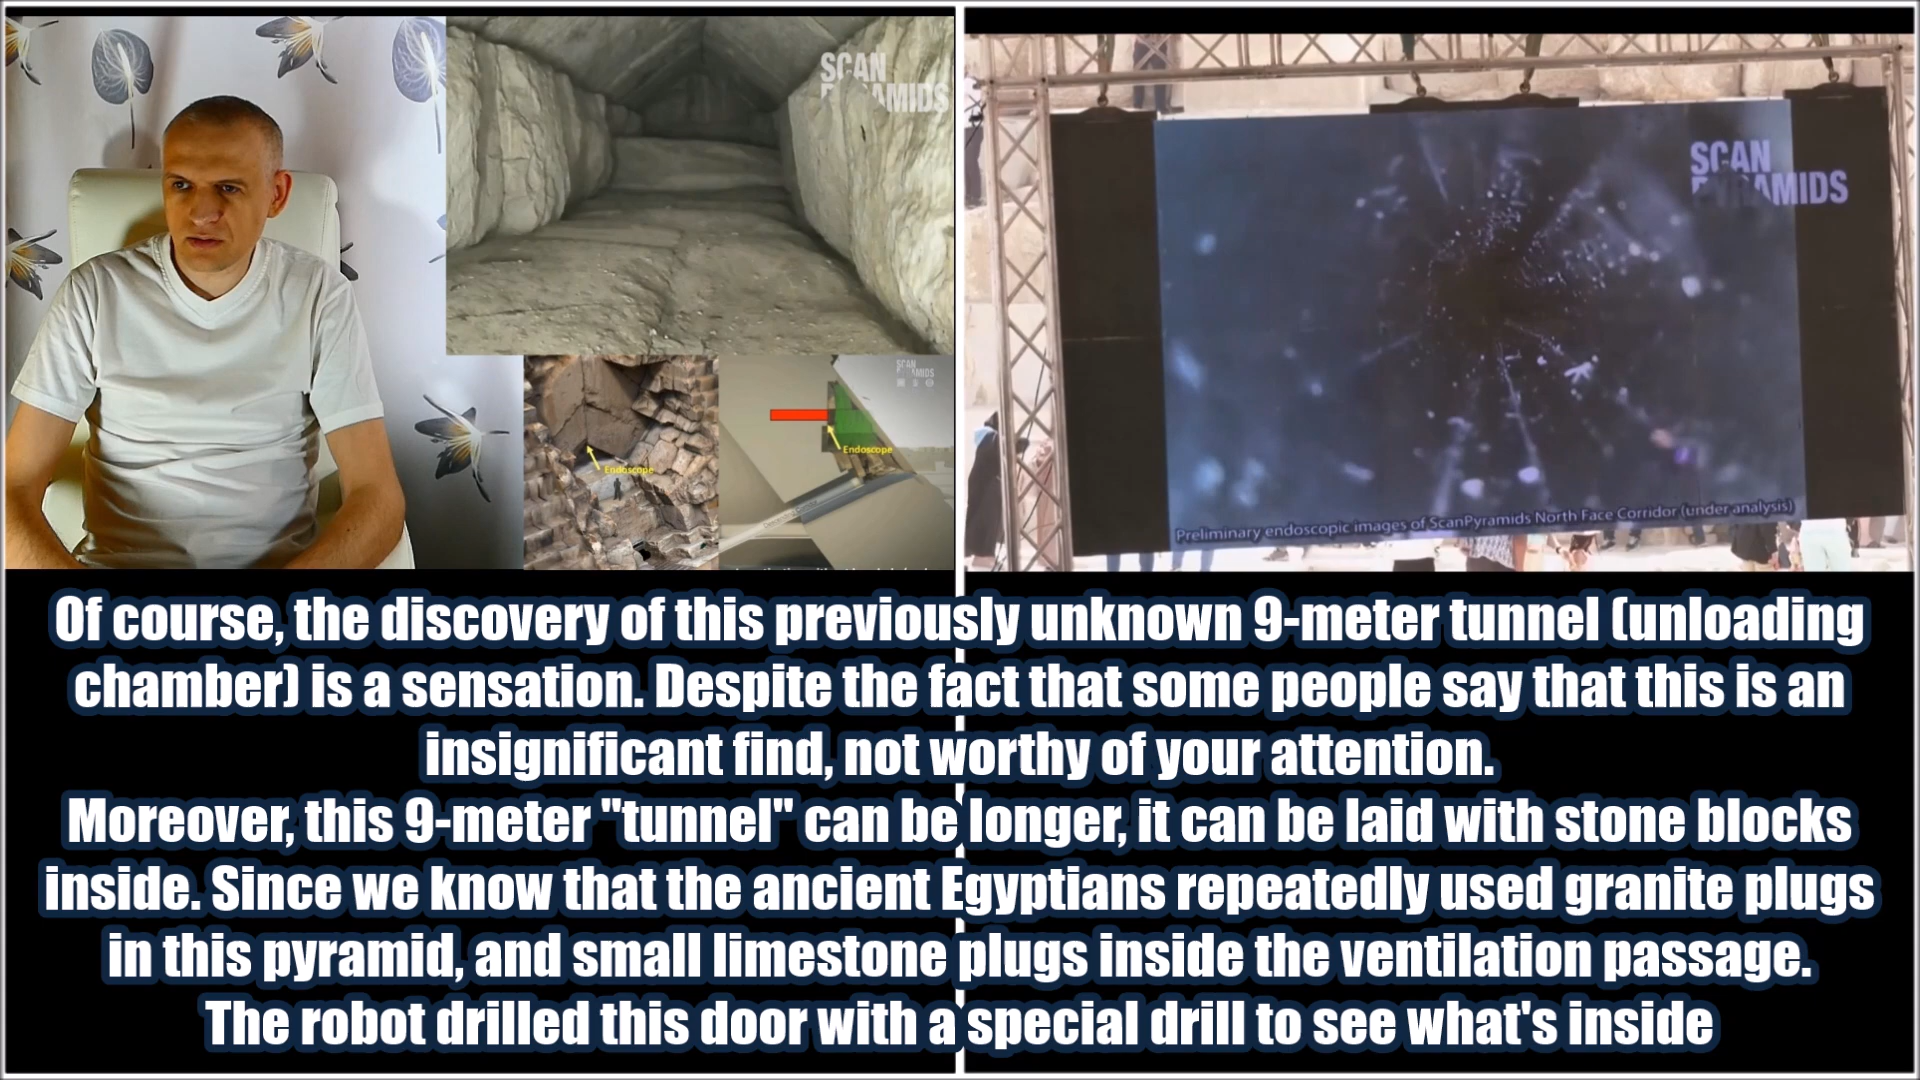 SCAN
PYRAMIDS
SCAN
PYRAMIDS
SCAN
PYRAMIDS
Endoscope
Endoscope
Preliminary endoscopic images of ScanPyramids North Face Corridor (under analysis)
Of course, the discovery of this previously unknown 9-meter tunnel (unloading
chamber) is a sensation. Despite the fact that some people say that this is an
insignificant find, not worthy of your attention.
Moreover, this 9-meter "tunnel" can be longer, it can be laid with stone blocks
inside. Since we know that the ancient Egyptians repeatedly used granite plugs
in this pyramid, and small limestone plugs inside the ventilation passage.
The robot drilled this door with a special drill to see what's inside